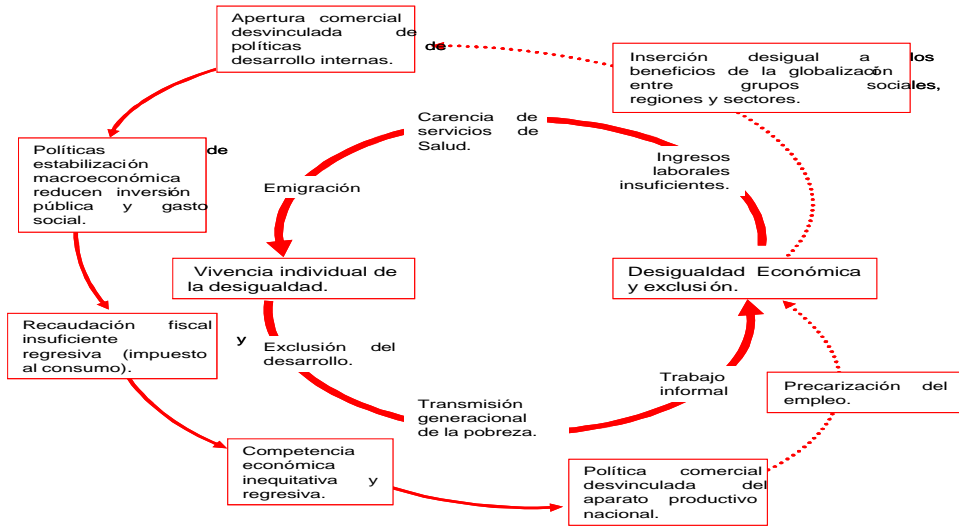 Apertura comercial
desvinculada de
políticas de
desarrollo internas.
Inserción desigual a los
beneficios de la globalización
entre grupos sociales,
regiones y sectores.
Carencia de
servicios de
Salud.
Políticas de
estabilización
macroeconómica
reducen inversión
pública y gasto
social.
Ingresos
laborales
insuficientes.
Emigración
Vivencia individual de
la desigualdad.
Desigualdad Económica
y exclusión.
Recaudación fiscal
insuficiente y
regresiva (impuesto
al consumo).
Exclusión del
desarrollo.
Trabajo
informal
Precarización del
empleo.
Transmisión
generacional
de la pobreza.
Competencia
económica
inequitativa y
regresiva.
Política comercial
desvinculada del
aparato productivo
nacional.